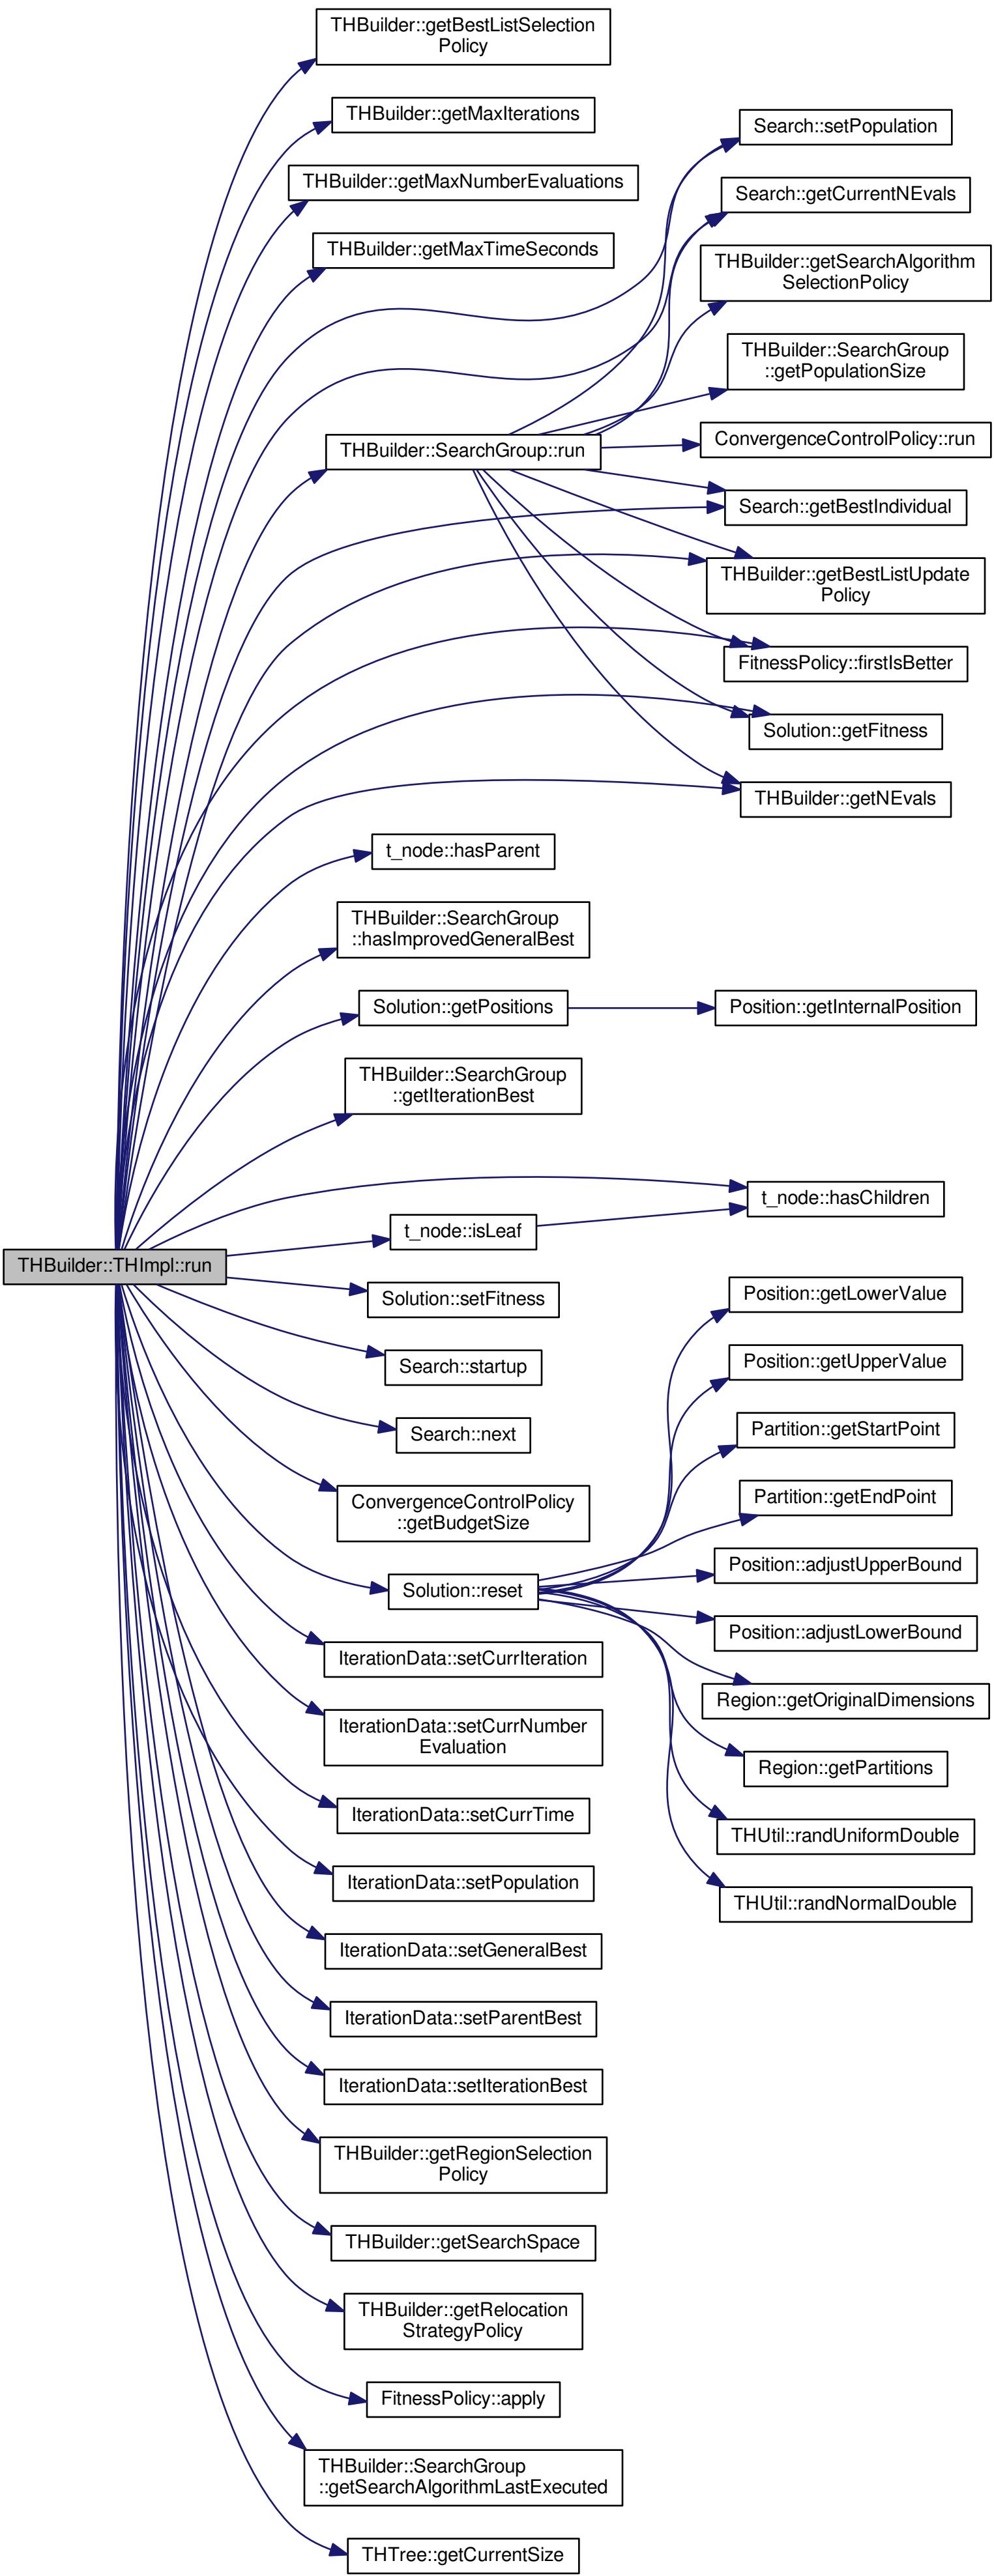 THBuilder::getBestListSelection
Policy
THBuilder::getMaxIterations
THBuilder::getMaxNumberEvaluations
THBuilder::getMaxTimeSeconds
Search::setPopulation
Search::getCurrentNEvals
THBuilder::getSearchAlgorithm
SelectionPolicy
THBuilder::SearchGroup
::getPopulationSize
THBuilder::SearchGroup::run
ConvergenceControlPolicy::run
Search::getBestIndividual
THBuilder::getBestListUpdate
Policy
FitnessPolicy::firstIsBetter
Solution::getFitness
THBuilder::getNEvals
t_node::hasParent
THBuilder::SearchGroup
::hasImprovedGeneralBest
Solution::getPositions
Position::getInternalPosition
THBuilder::SearchGroup
::getIterationBest
t_node::hasChildren
t_node::isLeaf
THBuilder::THImpl::run
Solution::setFitness
Search::startup
Search::next
ConvergenceControlPolicy
::getBudgetSize
Solution::reset
Position::getLowerValue
Position::getUpperValue
Partition::getStartPoint
Partition::getEndPoint
Position::adjustUpperBound
Position::adjustLowerBound
Region::getOriginalDimensions
Region::getPartitions
THUtil::randUniformDouble
THUtil::randNormalDouble
IterationData::setCurrIteration
IterationData::setCurrNumber
Evaluation
IterationData::setCurrTime
IterationData::setPopulation
IterationData::setGeneralBest
IterationData::setParentBest
IterationData::setIterationBest
THBuilder::getRegionSelection
Policy
THBuilder::getSearchSpace
THBuilder::getRelocation
StrategyPolicy
FitnessPolicy::apply
THBuilder::SearchGroup
::getSearchAlgorithmLastExecuted
THTree::getCurrentSize